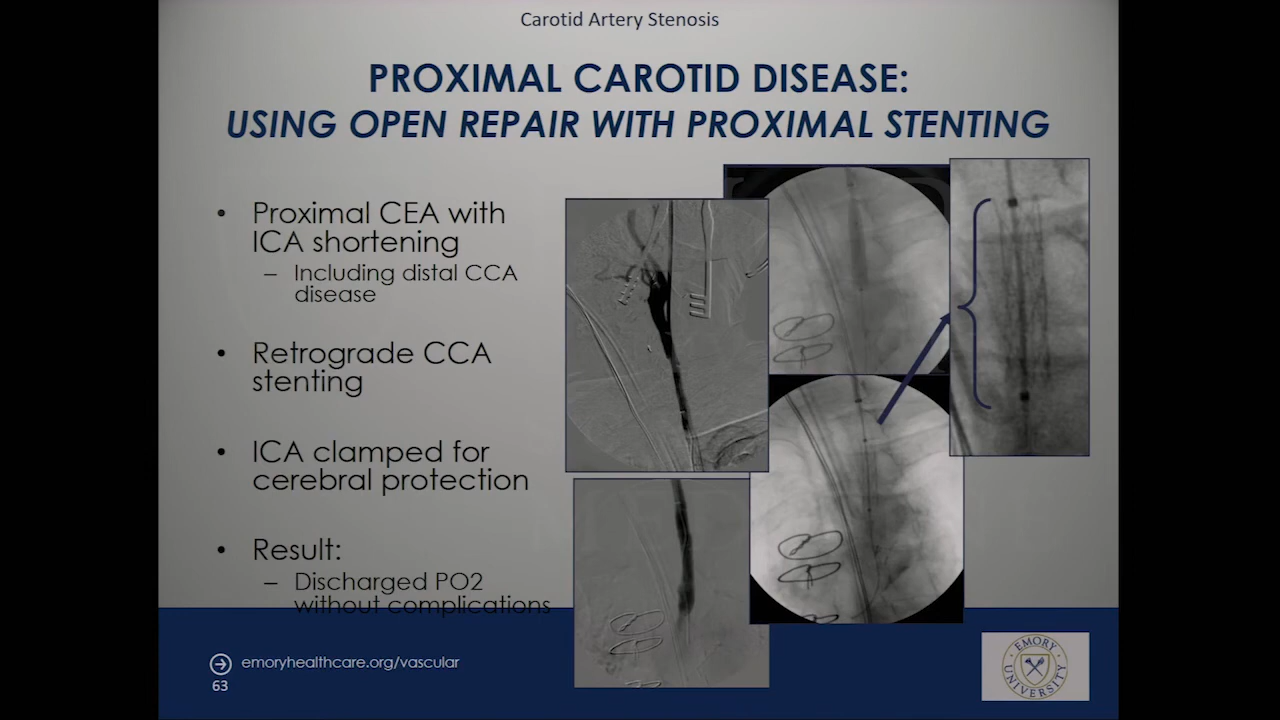 Carotid Artery Stenosis
PROXIMAL CAROTID DISEASE:
USING OPEN REPAIR WITH PROXIMAL STENTING
• Proximal CEA with
ICA shortening
– Including distal CCA
disease
• Retrograde CCA
stenting
• ICA clamped for
cerebral protection
• Result:
– Discharged PO2
without complications
emoryhealthcare.org/vascular
63
EMORY
UNIVERSITY